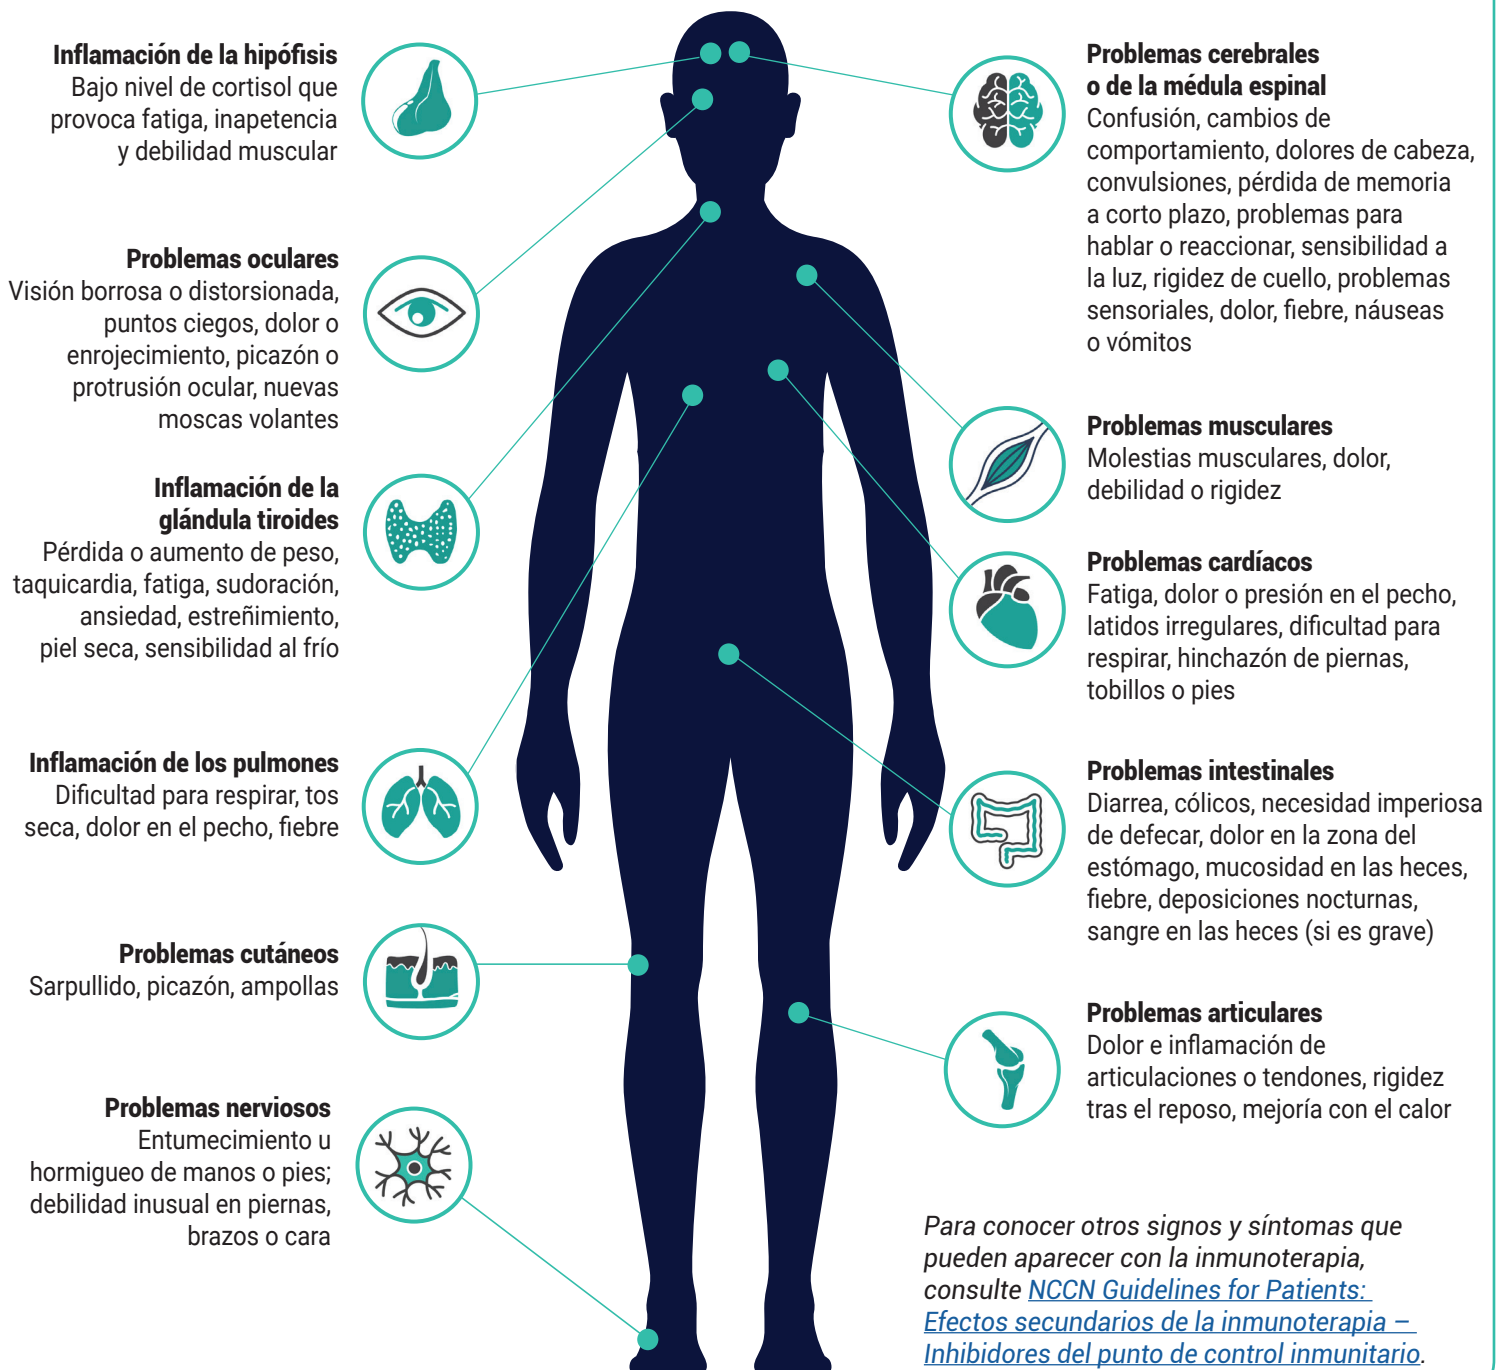 Inflamación de la hipófisis
Bajo nivel de cortisol que
provoca fatiga, inapetencia
y debilidad muscular
Problemas oculares
Visión borrosa o distorsionada,
puntos ciegos, dolor o
enrojecimiento, picazón o
protrusión ocular, nuevas
moscas volantes
Inflamación de la
glándula tiroides
Pérdida o aumento de peso,
taquicardia, fatiga, sudoración,
ansiedad, estreñimiento,
piel seca, sensibilidad al frío
Inflamación de los pulmones
Dificultad para respirar, tos
seca, dolor en el pecho, fiebre
Problemas cutáneos
Sarpullido, picazón, ampollas
Problemas nerviosos
Entumecimiento u
hormigueo de manos o pies;
debilidad inusual en piernas,
brazos o cara
Problemas cerebrales
o de la médula espinal
Confusión, cambios de
comportamiento, dolores de cabeza,
convulsiones, pérdida de memoria
a corto plazo, problemas para
hablar o reaccionar, sensibilidad a
la luz, rigidez de cuello, problemas
sensoriales, dolor, fiebre, náuseas
o vómitos
Problemas musculares
Molestias musculares, dolor,
debilidad o rigidez
Problemas cardíacos
Fatiga, dolor o presión en el pecho,
latidos irregulares, dificultad para
respirar, hinchazón de piernas,
tobillos o pies
Problemas intestinales
Diarrea, cólicos, necesidad imperiosa
de defecar, dolor en la zona del
estómago, mucosidad en las heces,
fiebre, deposiciones nocturnas,
sangre en las heces (si es grave)
Problemas articulares
Dolor e inflamación de
articulaciones o tendones, rigidez
tras el reposo, mejoría con el calor
Para conocer otros signos y síntomas que
pueden aparecer con la inmunoterapia,
consulte NCCN Guidelines for Patients:
Efectos secundarios de la inmunoterapia –
Inhibidores del punto de control inmunitario.